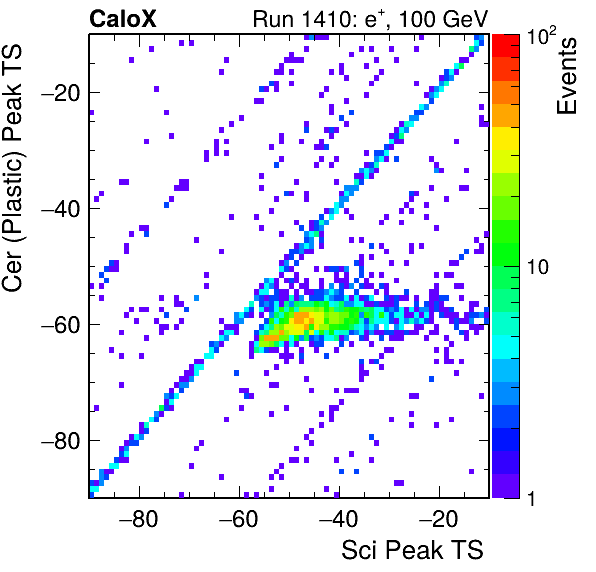 CaloX Run 1410: e⁺, 100 GeV
10²
Events
Cer (Plastic) Peak TS
−20
−40
10
−60
−80
1
−80 −60 −40 −20
Sci Peak TS